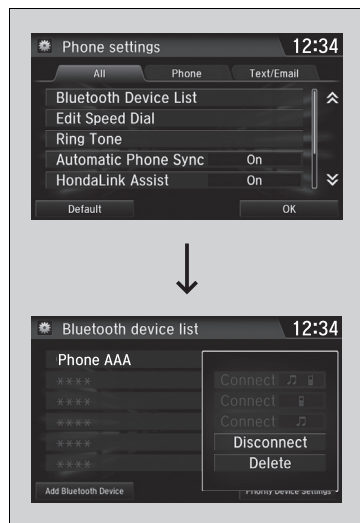 Phone settings 12:34
All Phone Text/Email
Bluetooth Device List
Edit Speed Dial
Ring Tone
Automatic Phone Sync On
HondaLink Assist On
Default OK
Bluetooth device list 12:34
Phone AAA
****
Connect
****
Connect
****
Connect
****
Disconnect
****
Delete
Add Bluetooth Device Priority Device Settings